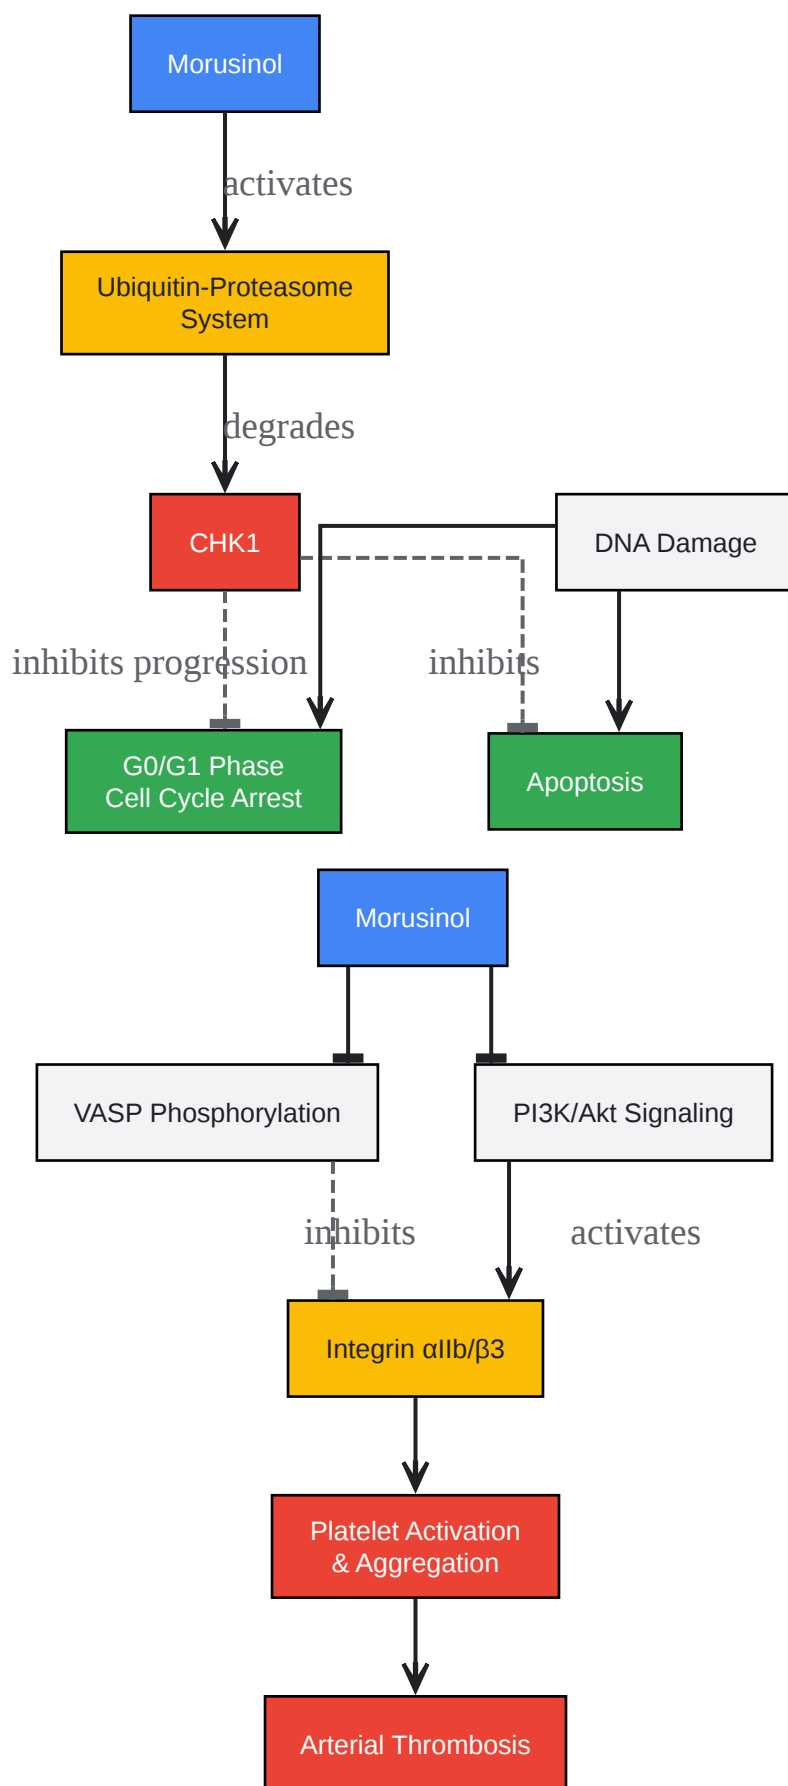 Morusinol
activates
Ubiquitin-Proteasome
System
degrades
CHK1
DNA Damage
inhibits progression
inhibits
G0/G1 Phase
Cell Cycle Arrest
Apoptosis
Morusinol
VASP Phosphorylation
PI3K/Akt Signaling
inhibits
activates
Integrin αIIb/β3
Platelet Activation
& Aggregation
Arterial Thrombosis